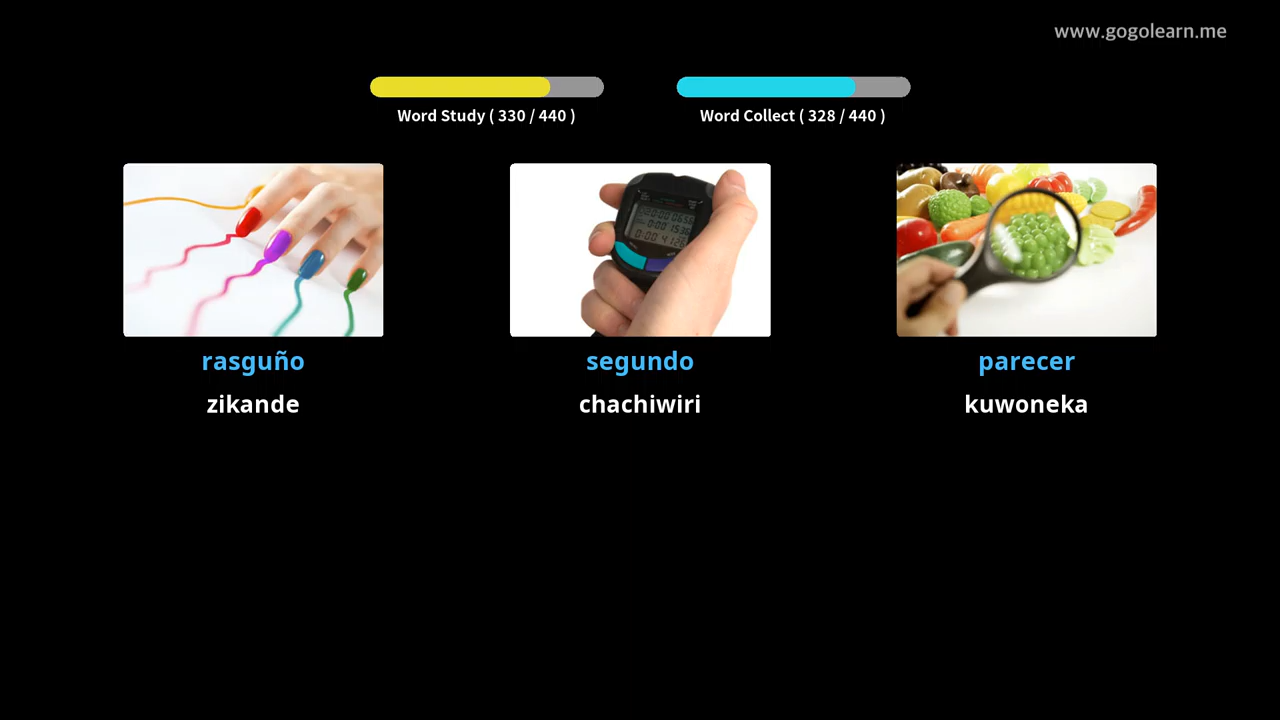 www.gogolearn.me
Word Study ( 330 / 440 )
Word Collect ( 328 / 440 )
rasguño
segundo
parecer
zikande
chachiwiri
kuwoneka